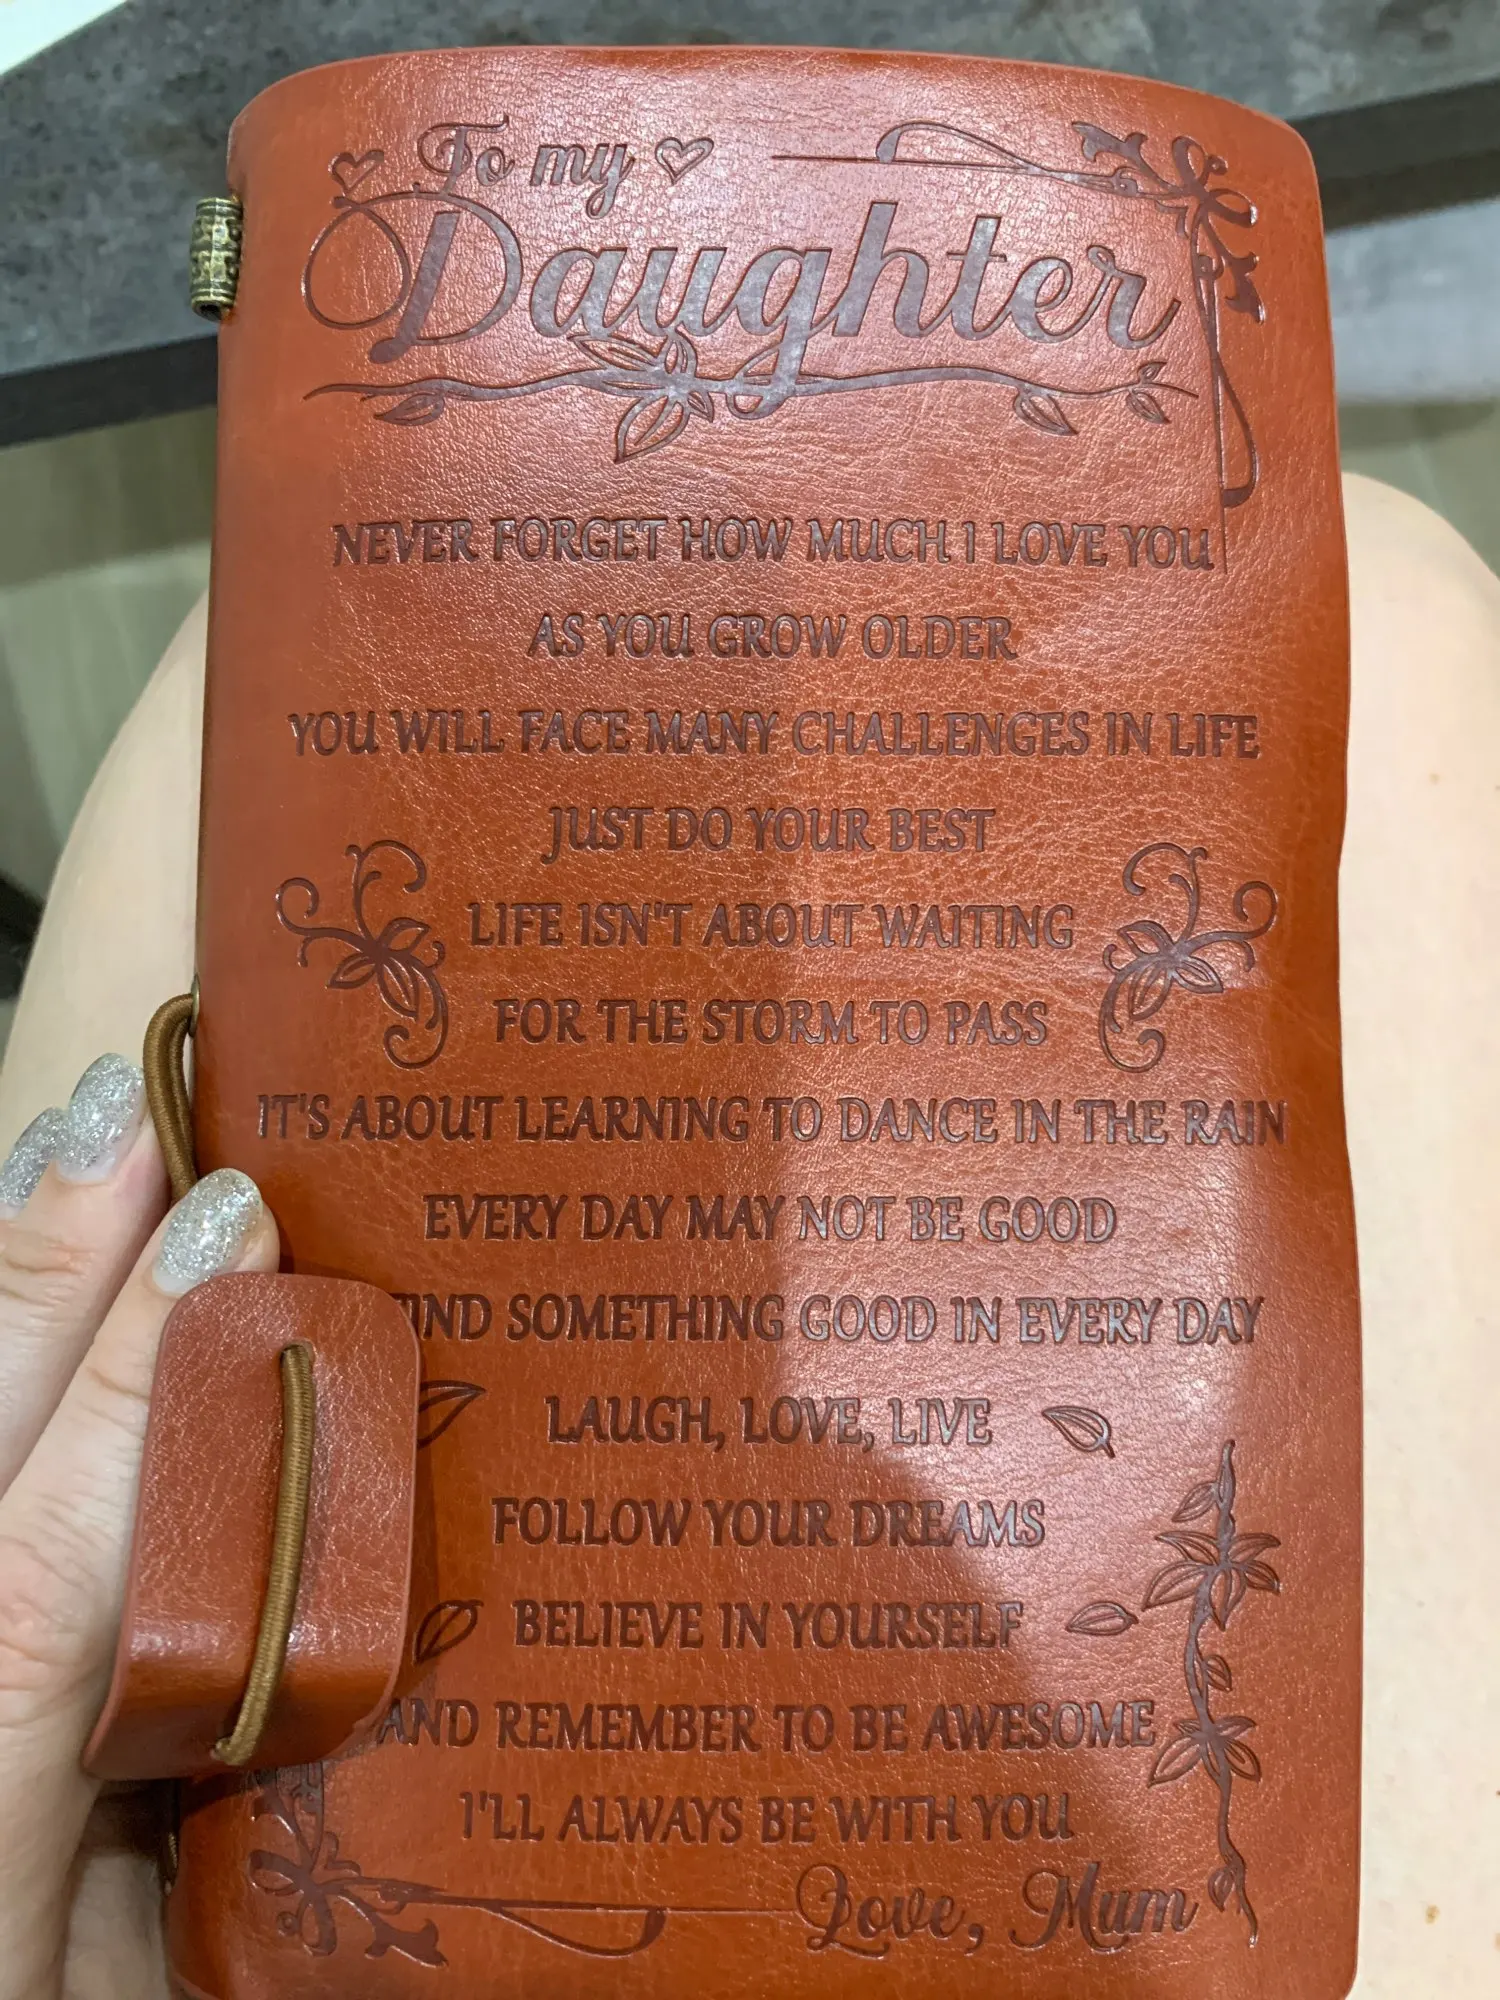 To my
Daughter
NEVER FORGET HOW MUCH I LOVE YOU
AS YOU GROW OLDER
YOU WILL FACE MANY CHALLENGES IN LIFE
JUST DO YOUR BEST
LIFE ISN'T ABOUT WAITING
FOR THE STORM TO PASS
IT'S ABOUT LEARNING TO DANCE IN THE RAIN
EVERY DAY MAY NOT BE GOOD
SOMETHING GOOD IN EVERY DAY
LAUGH, LOVE, LIVE
FOLLOW YOUR DREAMS
BELIEVE IN YOURSELF
AND REMEMBER TO BE AWESOME
I'LL ALWAYS BE WITH YOU
Love, Mum